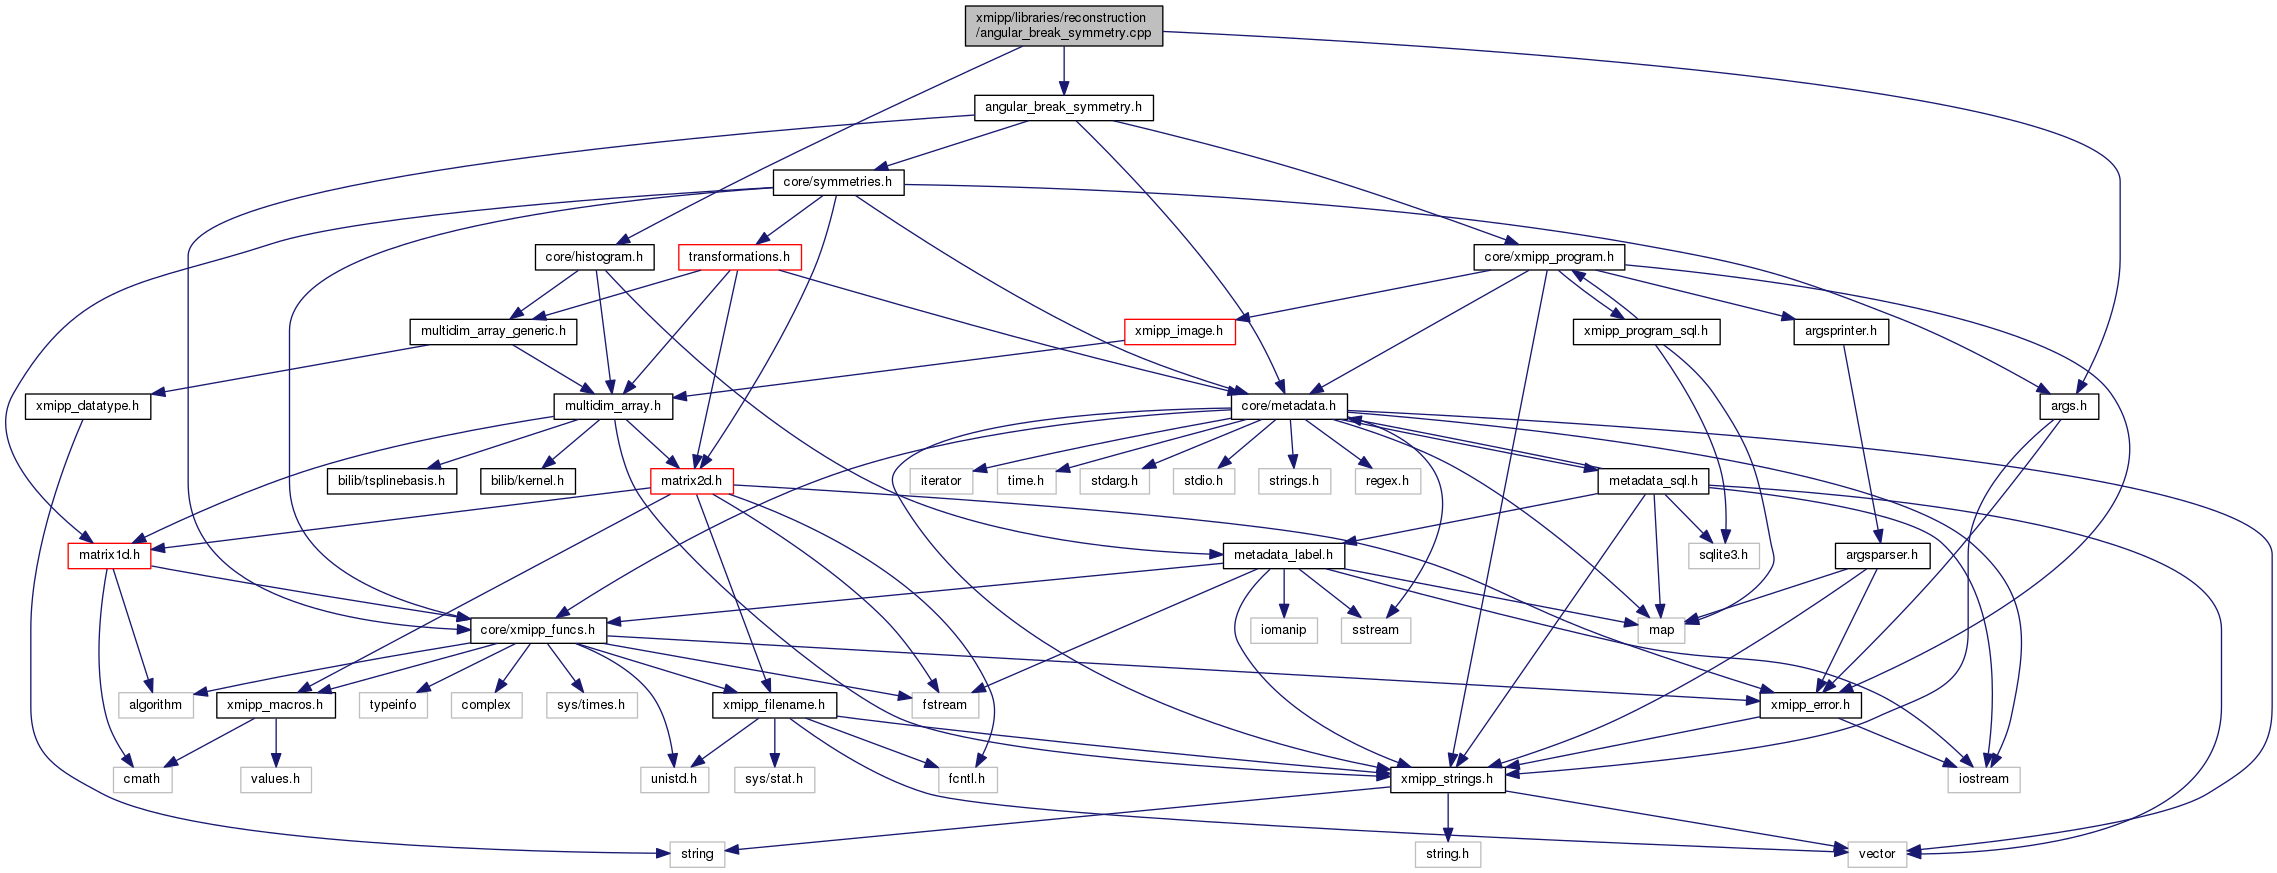 xmipp/libraries/reconstruction
/angular_break_symmetry.cpp
angular_break_symmetry.h
core/symmetries.h
core/histogram.h
transformations.h
core/xmipp_program.h
multidim_array_generic.h
xmipp_image.h
xmipp_program_sql.h
argsprinter.h
xmipp_datatype.h
multidim_array.h
core/metadata.h
args.h
bilib/tsplinebasis.h
bilib/kernel.h
matrix2d.h
iterator
time.h
stdarg.h
stdio.h
strings.h
regex.h
metadata_sql.h
matrix1d.h
metadata_label.h
sqlite3.h
argsparser.h
core/xmipp_funcs.h
iomanip
sstream
map
algorithm
xmipp_macros.h
typeinfo
complex
sys/times.h
xmipp_filename.h
fstream
xmipp_error.h
cmath
values.h
unistd.h
sys/stat.h
fcntl.h
xmipp_strings.h
iostream
string
string.h
vector